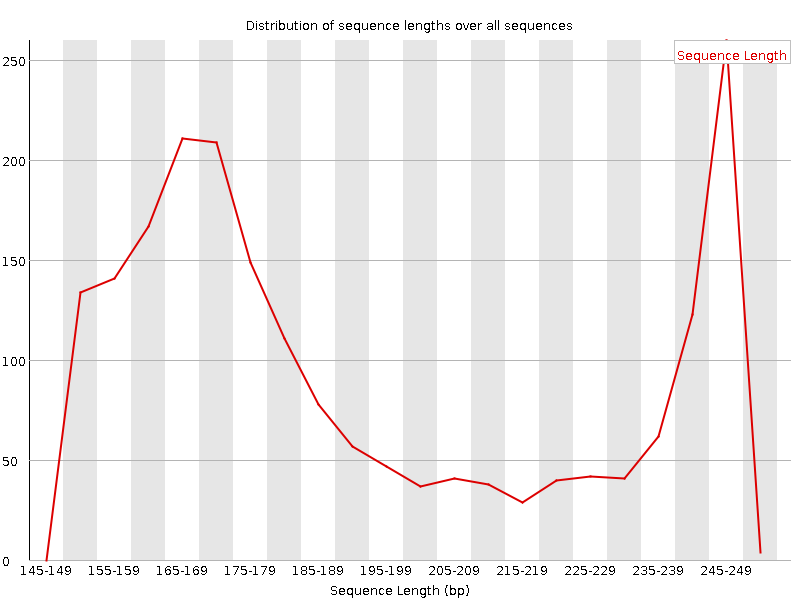 Distribution of sequence lengths over all sequences
Sequence Length
250
200
150
100
50
0
145-149 155-159 165-169 175-179 185-189 195-199 205-209 215-219 225-229 235-239 245-249
Sequence Length (bp)